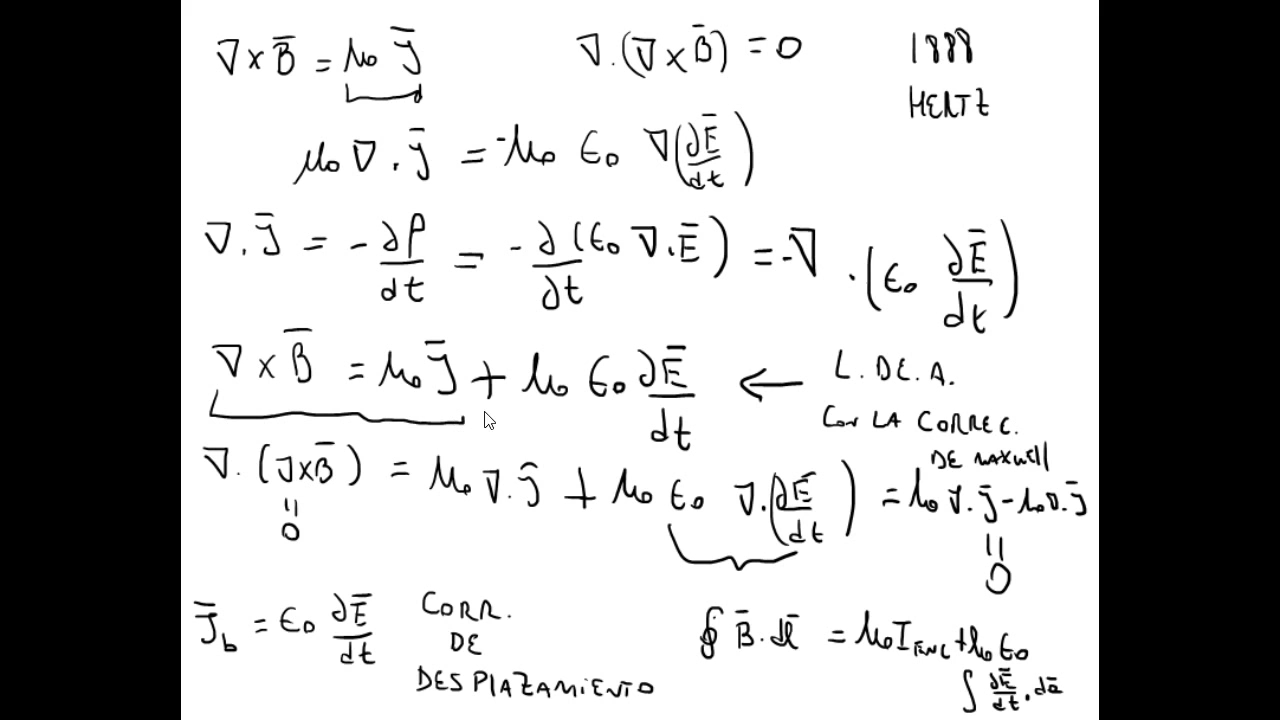 ∇×B̄ = μ₀ J̄    ∇·(∇×B̄) = 0    1888
HERTZ
μ₀ ∇·J̄ = -μ₀ ϵ₀ ∇(∂Ē/dt)
∇·J̄ = -∂ρ/dt = -∂/∂t (ϵ₀ ∇·Ē) = -∇·(ϵ₀ ∂Ē/dt)
∇×B̄ = μ₀ J̄ + μ₀ ϵ₀ ∂Ē/dt ← L. DE. A.
CON LA CORREC.
DE MAXWELL
∇·(∇×B̄) = μ₀ ∇·J̄ + μ₀ ϵ₀ ∇·(∂Ē/dt) = μ₀ ∇·J̄ - μ₀ ∇·J̄
= 0    = 0
J̄_b = ϵ₀ ∂Ē/dt    CORR.
DE
DESPLAZAMIENTO
∮ B̄·dl̄ = μ₀ I_ENC + μ₀ ϵ₀
∫ ∂Ē/dt · dā